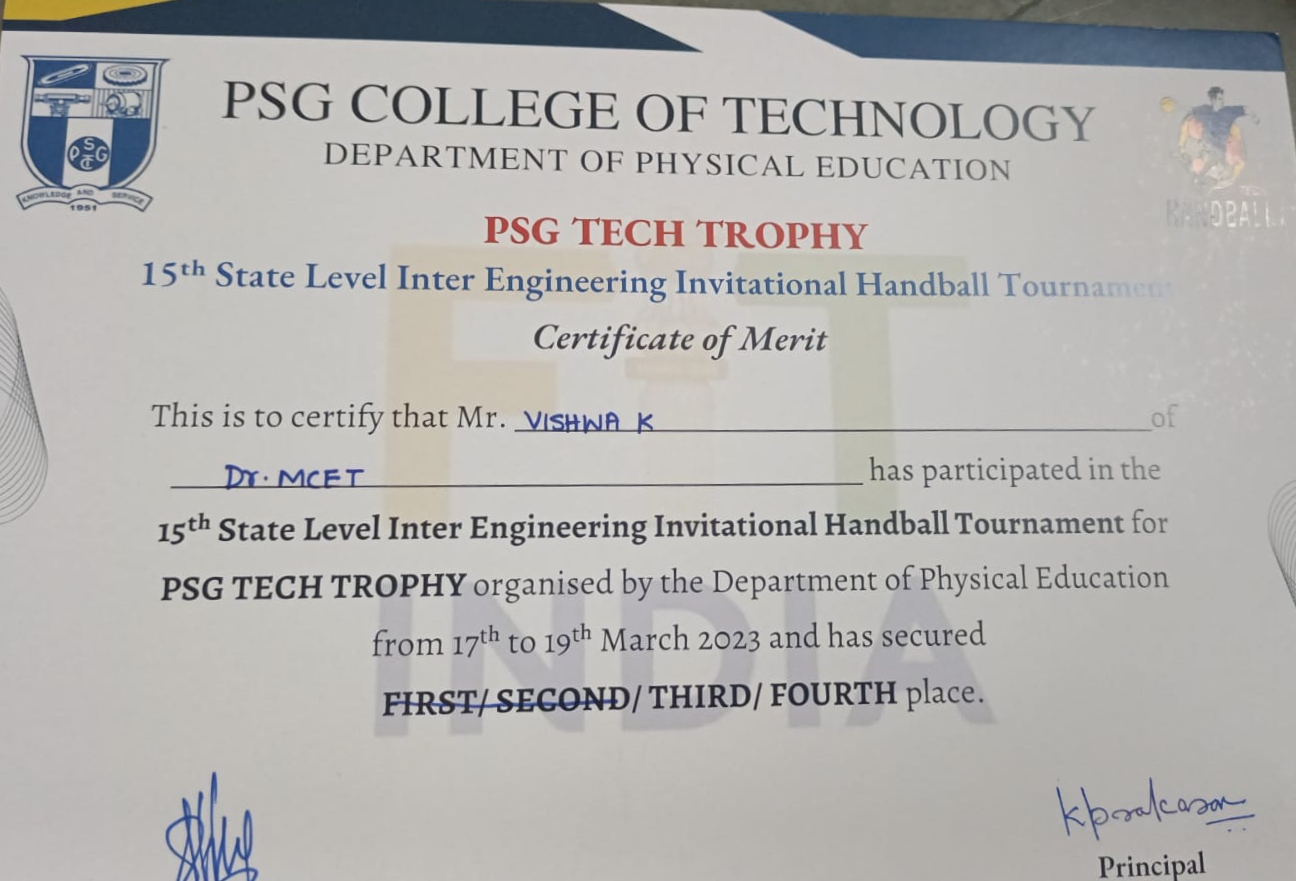 PSG COLLEGE OF TECHNOLOGY
DEPARTMENT OF PHYSICAL EDUCATION
KNOWLEDGE AND SERVICE
1951
HANDBALL
PSG TECH TROPHY
15th State Level Inter Engineering Invitational Handball Tournament
Certificate of Merit
This is to certify that Mr. VISHWA K of
Dr. MCET has participated in the
15th State Level Inter Engineering Invitational Handball Tournament for
PSG TECH TROPHY organised by the Department of Physical Education
from 17th to 19th March 2023 and has secured
FIRST/ SECOND/ THIRD/ FOURTH place.
FIT
INDIA
Principal